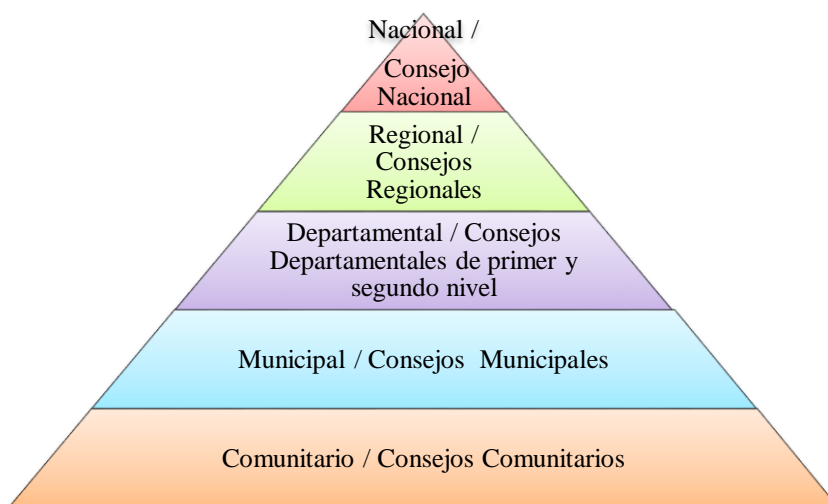 Nacional /
Consejo
Nacional
Regional /
Consejos
Regionales
Departamental / Consejos
Departamentales de primer y
segundo nivel
Municipal / Consejos Municipales
Comunitario / Consejos Comunitarios